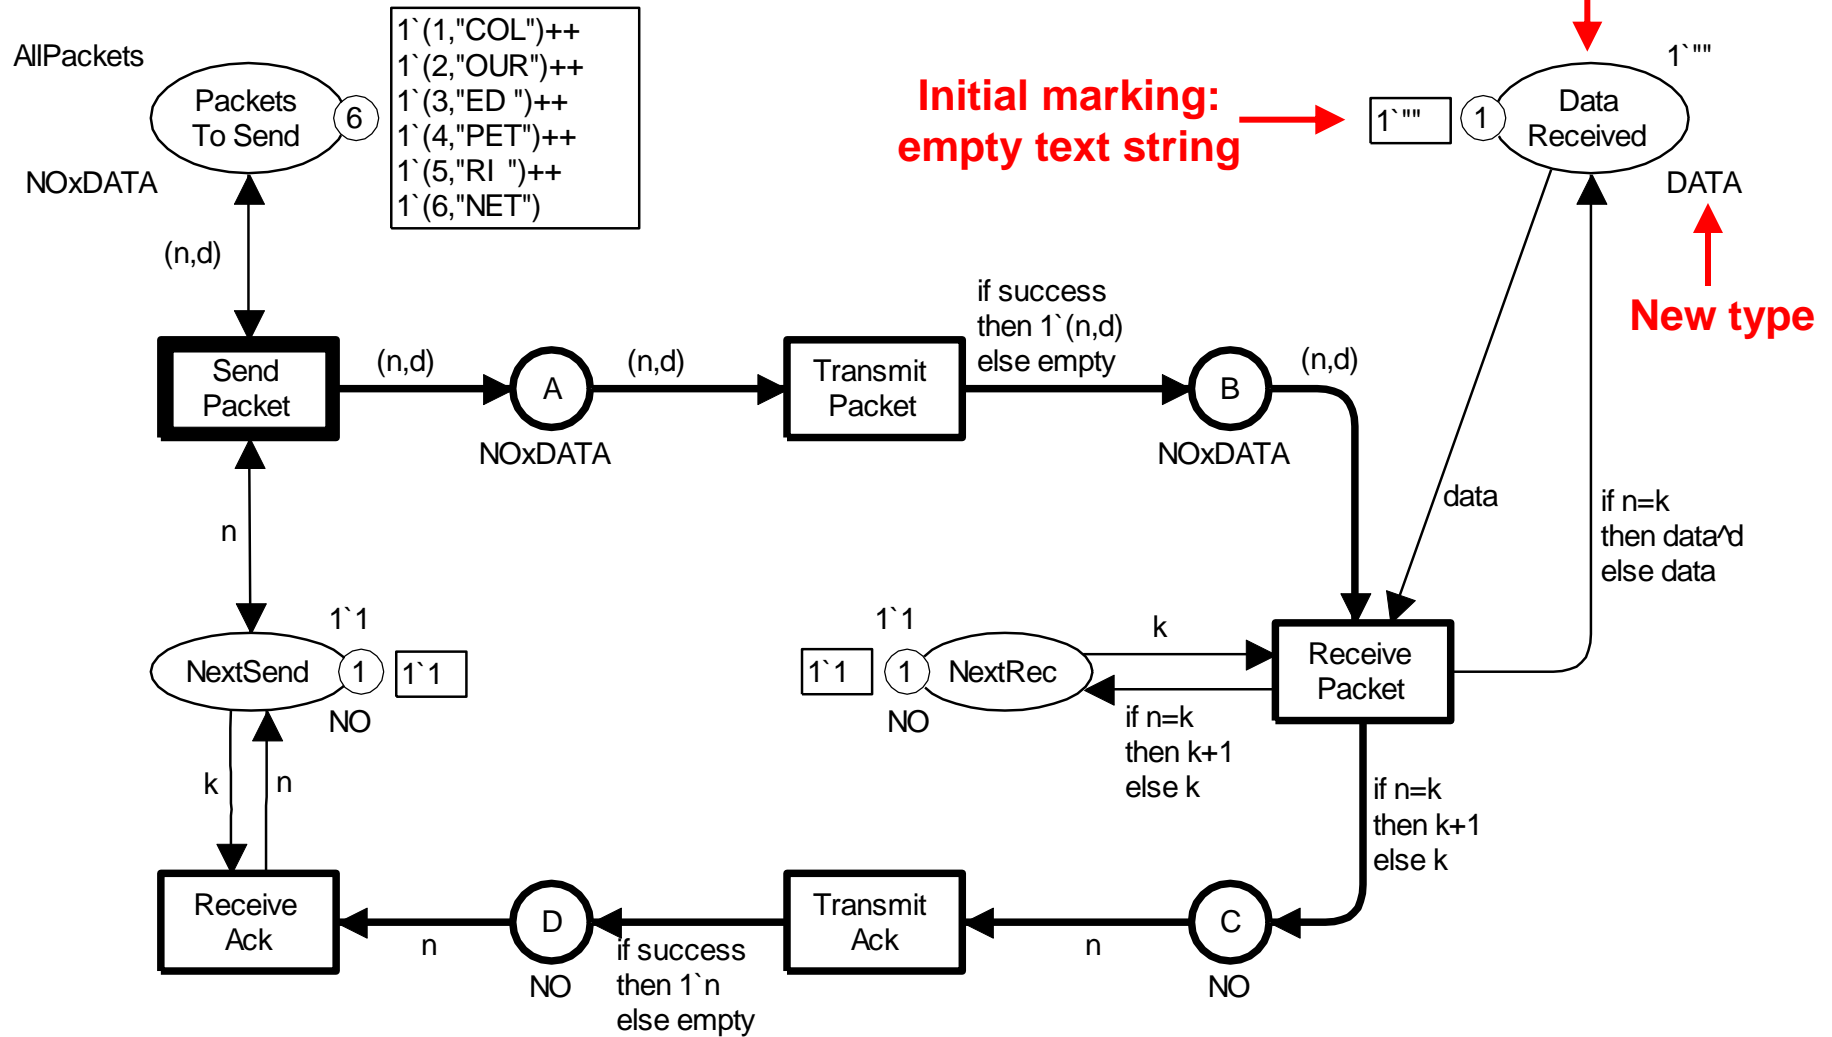 AllPackets
Packets
To Send
6
1`(1,"COL")++
1`(2,"OUR")++
1`(3,"ED ")++
1`(4,"PET")++
1`(5,"RI  ")++
1`(6,"NET")
NOxDATA
(n,d)
Initial marking:
empty text string
1`""
1
1`""
Data
Received
DATA
New type
Send
Packet
(n,d)
A
NOxDATA
(n,d)
Transmit
Packet
if success
then 1`(n,d)
else empty
B
NOxDATA
(n,d)
data
if n=k
then data^d
else data
n
1`1
NextSend
1
1`1
NO
1`1
1`1
1
NextRec
NO
k
if n=k
then k+1
else k
Receive
Packet
if n=k
then k+1
else k
k
n
Receive
Ack
n
D
NO
if success
then 1`n
else empty
Transmit
Ack
n
C
NO